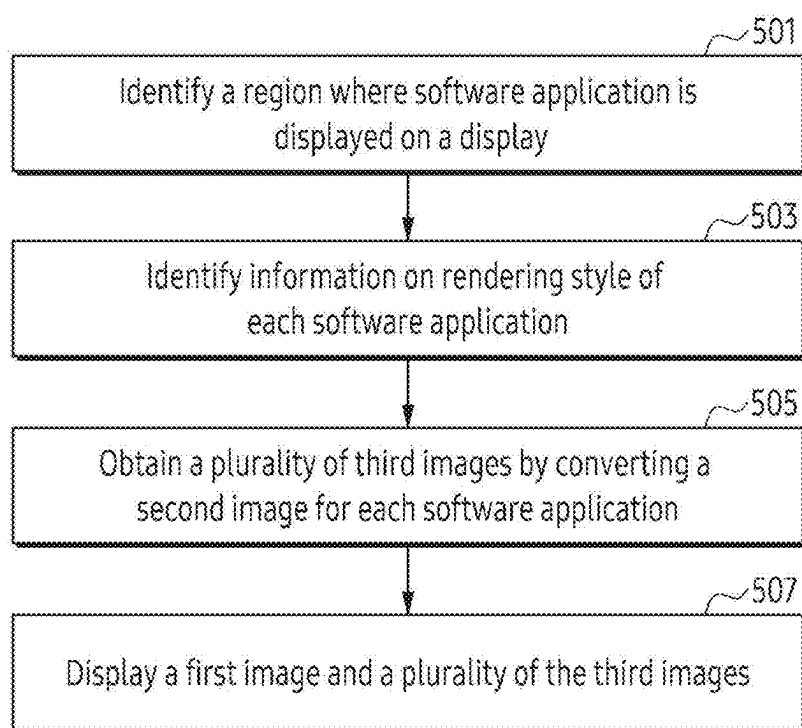 501
Identify a region where software application is
displayed on a display
503
Identify information on rendering style of
each software application
505
Obtain a plurality of third images by converting a
second image for each software application
507
Display a first image and a plurality of the third images